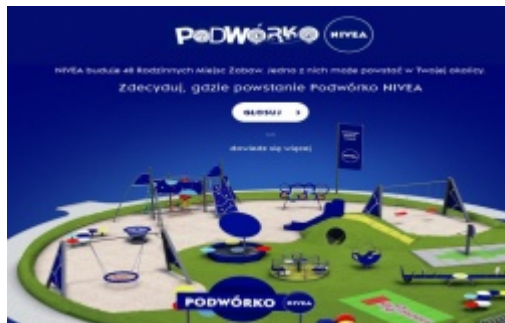 PODWÓRKO NIVEA
NIVEA buduje 40 Rodzinnych Miejsc Zabaw. Jedno z nich może powstać w Twojej okolicy.
Zdecyduj, gdzie powstanie Podwórko NIVEA
GŁOSUJ >
dowiedz się więcej
NIVEA
PODWÓRKO NIVEA